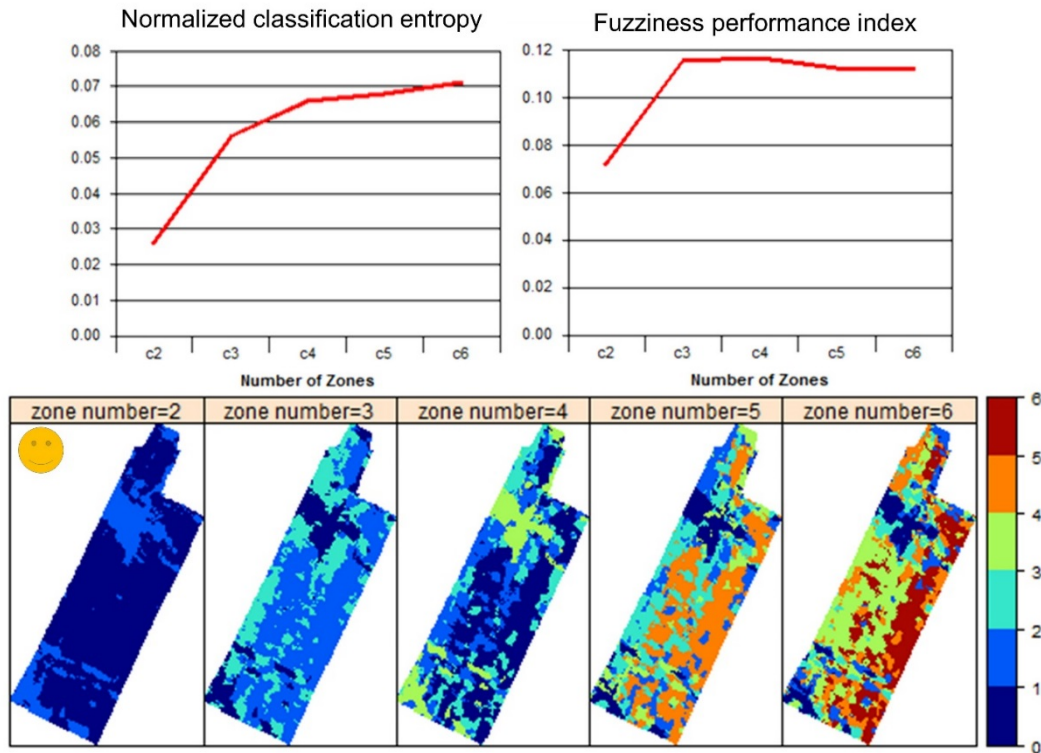 Normalized classification entropy
0.08
0.07
0.06
0.05
0.04
0.03
0.02
0.01
0.00
c2 c3 c4 c5 c6
Number of Zones
Fuzziness performance index
0.12
0.10
0.08
0.06
0.04
0.02
0.00
c2 c3 c4 c5 c6
Number of Zones
zone number=2
zone number=3
zone number=4
zone number=5
zone number=6
6
5
4
3
2
1
0